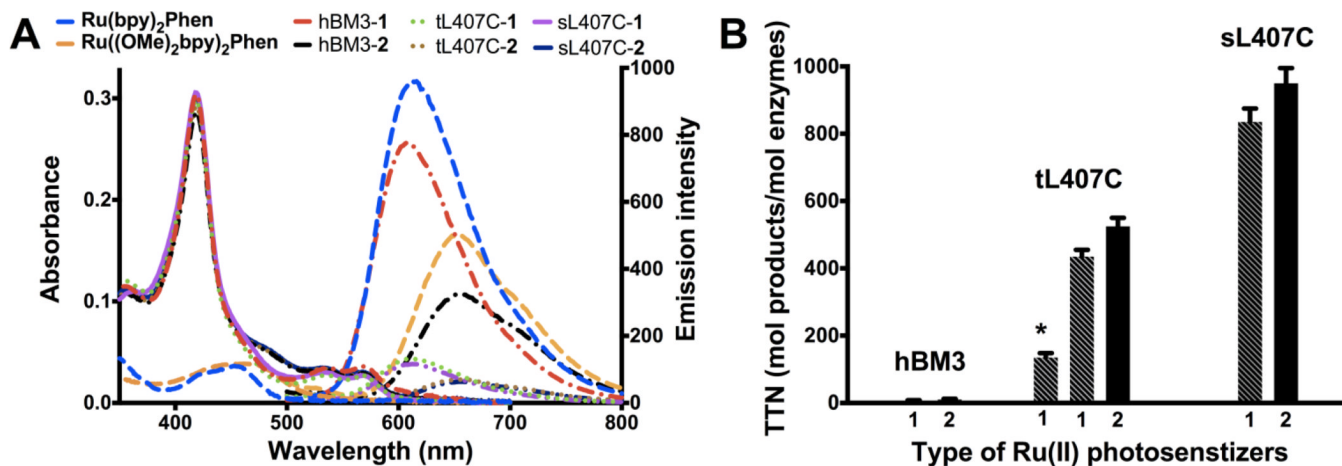 A
Ru(bpy)₂Phen hBM3-1 tL407C-1 sL407C-1
Ru((OMe)₂bpy)₂Phen hBM3-2 tL407C-2 sL407C-2
0.3
0.2
0.1
0.0
Absorbance
1000
800
600
400
200
0
Emission intensity
400 500 600 700 800
Wavelength (nm)
B
sL407C
tL407C
hBM3
*
1000
800
600
400
200
0
TTN (mol products/mol enzymes)
1 2 1 1 2 1 2
Type of Ru(II) photosenstizers